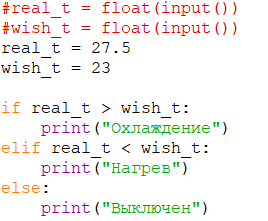 #real_t = float(input())
#wish_t = float(input())
real_t = 27.5
wish_t = 23

if real_t > wish_t:
    print("Охлаждение")
elif real_t < wish_t:
    print("Нагрев")
else:
    print("Выключен")